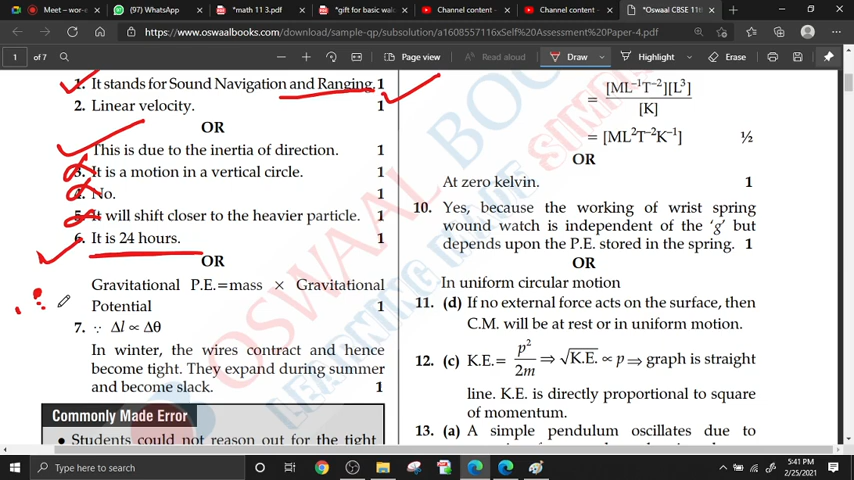 Meet – w-e
(97) WhatsApp
*math 11 3.pdf
*gift for basic wal
Channel content
Channel content
*Oswaal CBSE 11th
https://www.oswaalbooks.com/download/sample-qp/subsolution/a1608557116xSelf%20Assessment%20Paper-4.pdf
1 of 7
Page view
Read aloud
Draw
Highlight
Erase
1. It stands for Sound Navigation and Ranging. 1
2. Linear velocity. 1
OR
This is due to the inertia of direction. 1
3. It is a motion in a vertical circle. 1
4. No. 1
5. It will shift closer to the heavier particle. 1
6. It is 24 hours. 1
OR
Gravitational P.E.=mass × Gravitational
Potential 1
7. ∵ Δl ∝ Δθ
In winter, the wires contract and hence
become tight. They expand during summer
and become slack. 1
Commonly Made Error
• Students could not reason out for the tight
= [ML⁻¹T⁻²][L³] / [K]
= [ML²T⁻²K⁻¹] ½
OR
At zero kelvin. 1
10. Yes, because the working of wrist spring
wound watch is independent of the 'g' but
depends upon the P.E. stored in the spring. 1
OR
In uniform circular motion
11. (d) If no external force acts on the surface, then
C.M. will be at rest or in uniform motion.
12. (c) K.E.= p²/2m ⇒ √K.E. ∝ p ⇒ graph is straight
line. K.E. is directly proportional to square
of momentum.
13. (a) A simple pendulum oscillates due to
OSWAAL BOOKS
LEARNING MADE SIMPLE
Type here to search
5:41 PM
2/25/2021